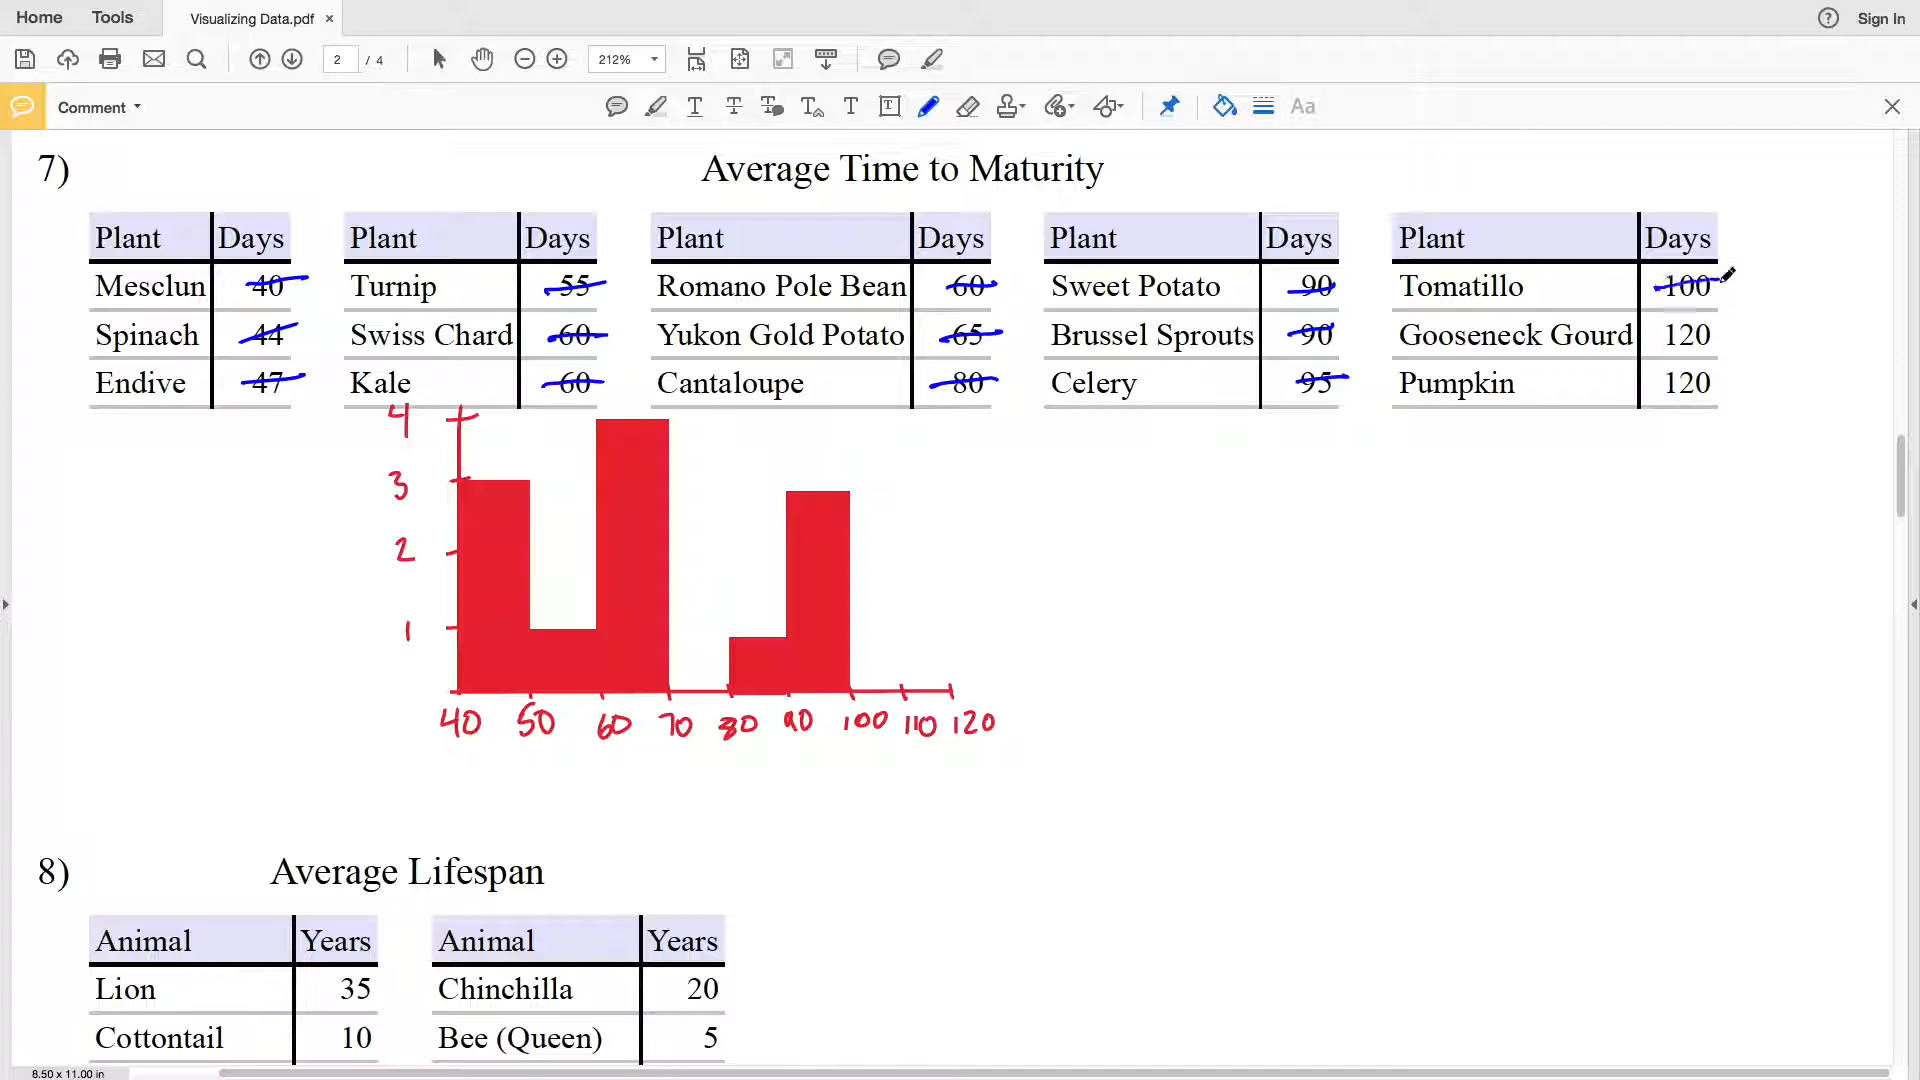 Home Tools Visualizing Data.pdf × ? Sign In
2 / 4 212%
Comment T T T T T T Aa
7) Average Time to Maturity
Plant Days Plant Days Plant Days Plant Days Plant Days
Mesclun 40 Turnip 55 Romano Pole Bean 60 Sweet Potato 90 Tomatillo 100
Spinach 44 Swiss Chard 60 Yukon Gold Potato 65 Brussel Sprouts 90 Gooseneck Gourd 120
Endive 47 Kale 60 Cantaloupe 80 Celery 95 Pumpkin 120
4
3
2
1
40 50 60 70 80 90 100 110 120
8) Average Lifespan
Animal Years Animal Years
Lion 35 Chinchilla 20
Cottontail 10 Bee (Queen) 5
8.50 x 11.00 in